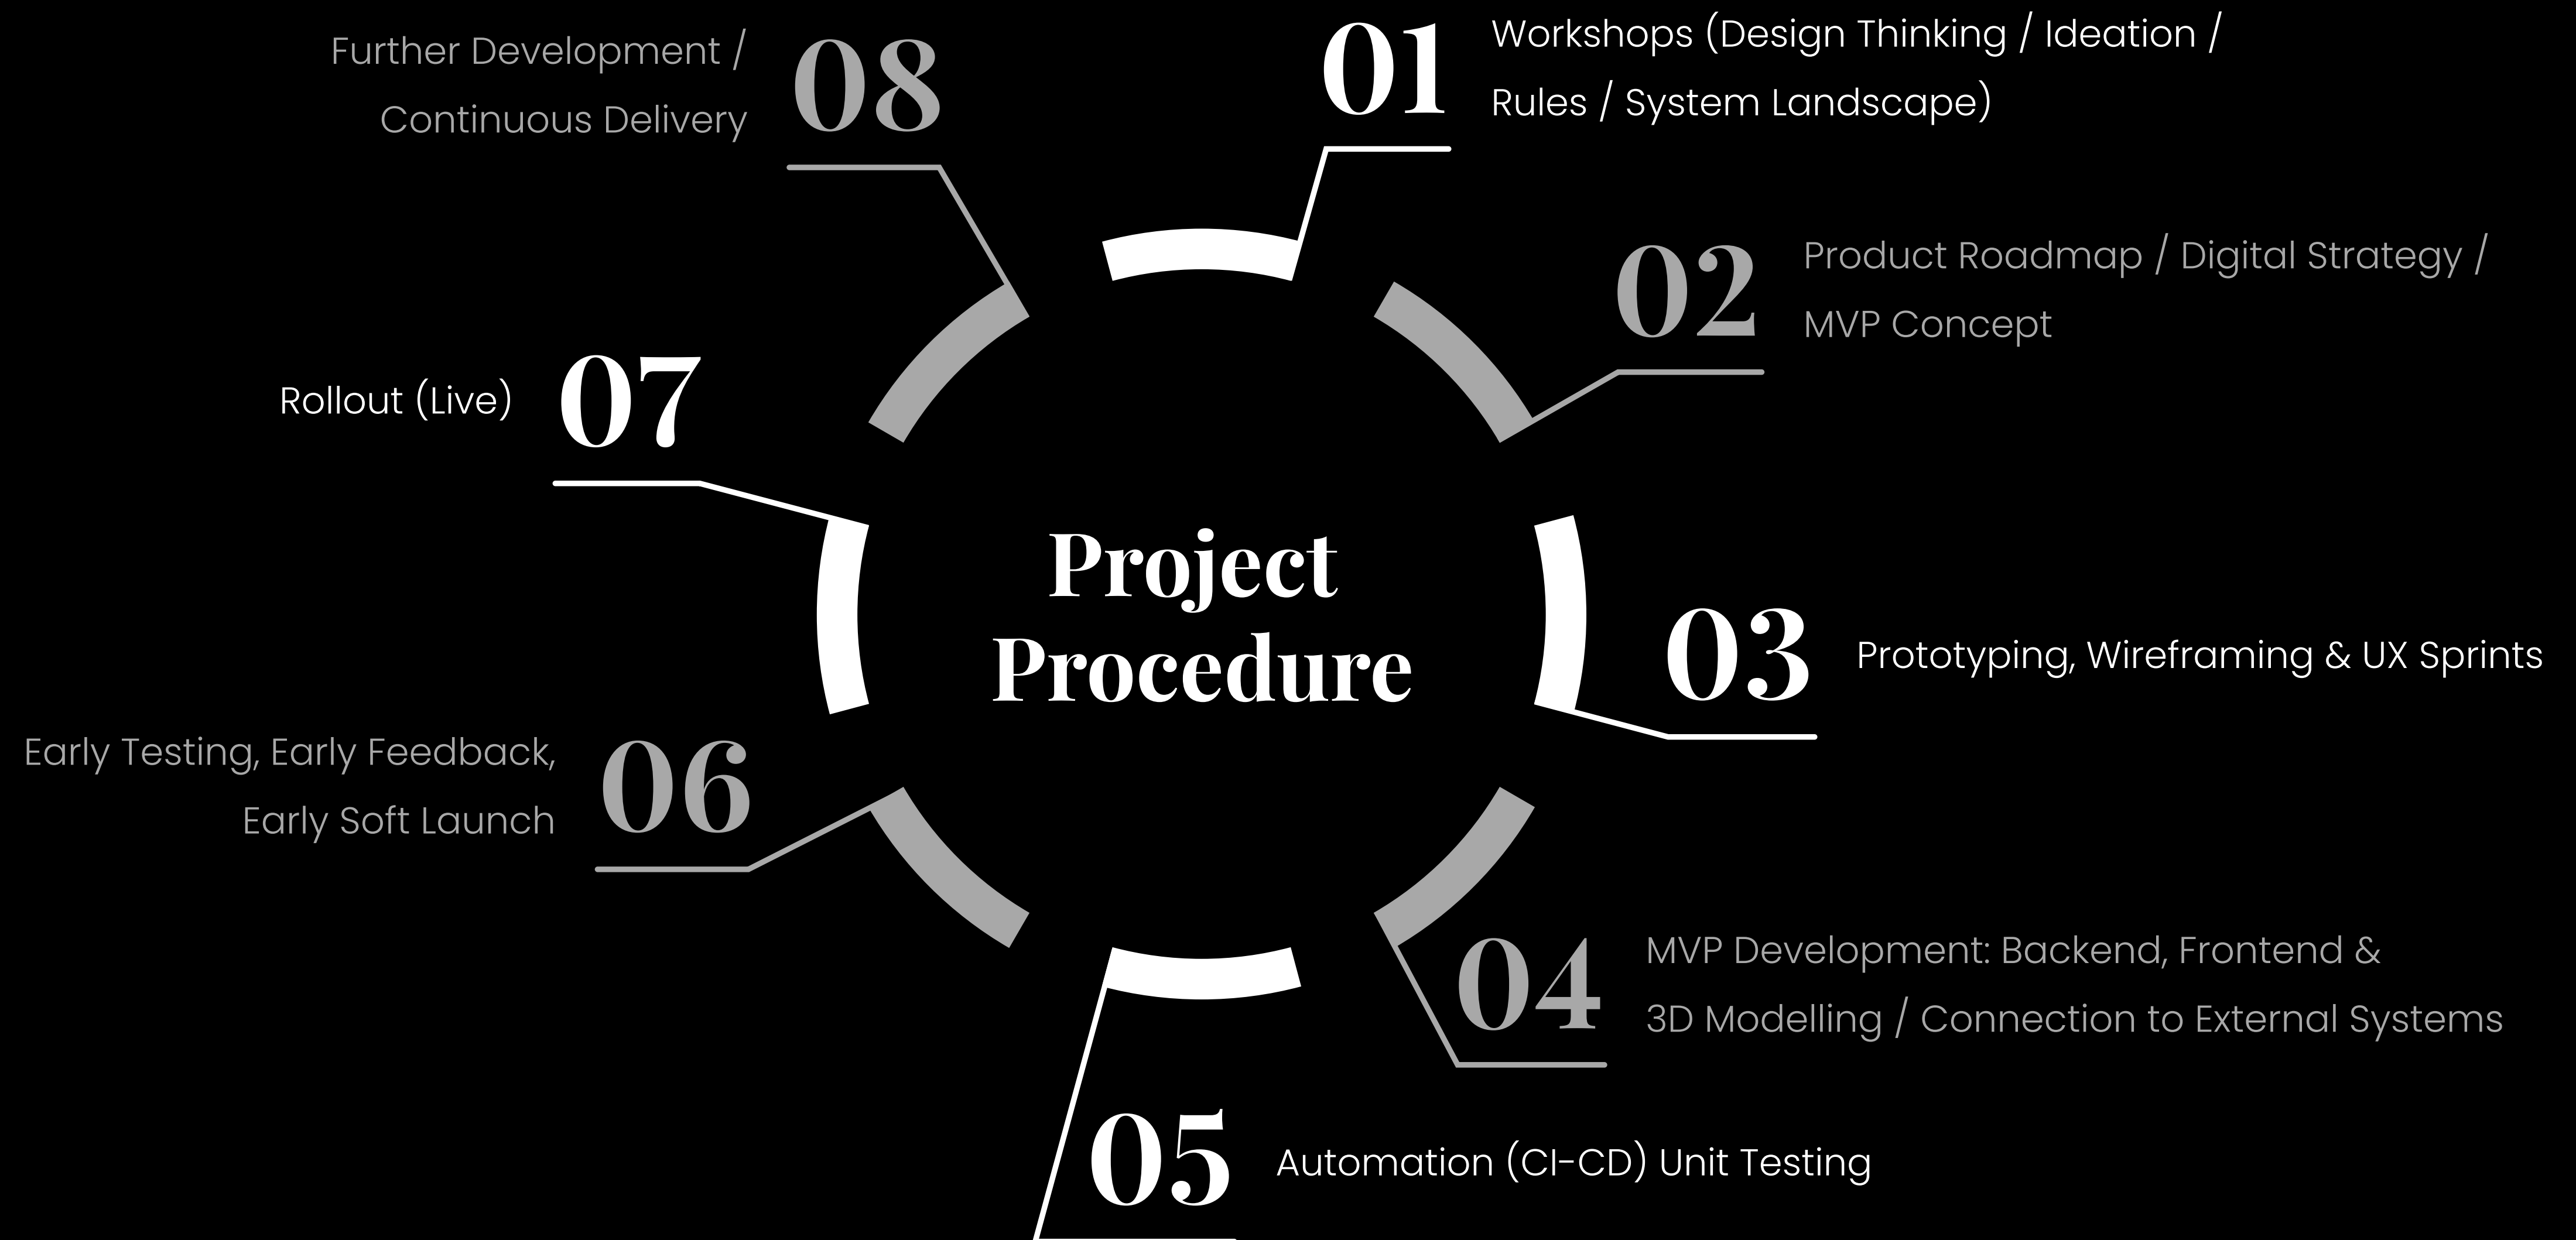 Project
Procedure
01
Workshops (Design Thinking / Ideation /
Rules / System Landscape)
02
Product Roadmap / Digital Strategy /
MVP Concept
03
Prototyping, Wireframing & UX Sprints
04
MVP Development: Backend, Frontend &
3D Modelling / Connection to External Systems
05
Automation (CI-CD) Unit Testing
06
Early Testing, Early Feedback,
Early Soft Launch
07
Rollout (Live)
08
Further Development /
Continuous Delivery